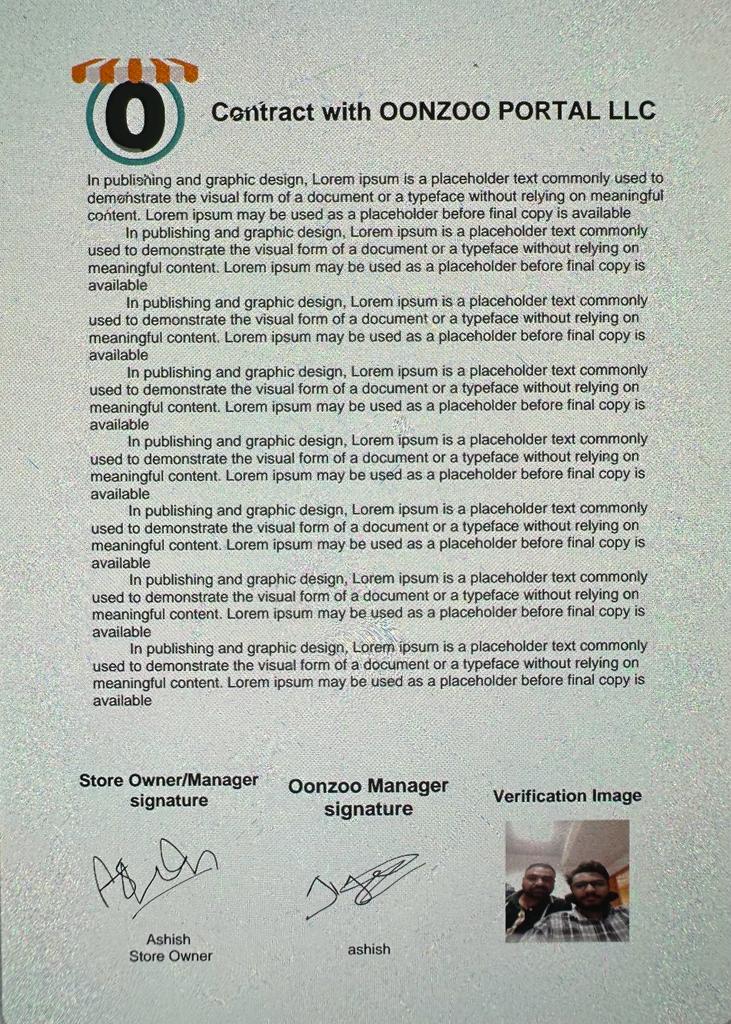 O
Contract with OONZOO PORTAL LLC
In publishing and graphic design, Lorem ipsum is a placeholder text commonly used to
demonstrate the visual form of a document or a typeface without relying on meaningful
content. Lorem ipsum may be used as a placeholder before final copy is available
In publishing and graphic design, Lorem ipsum is a placeholder text commonly
used to demonstrate the visual form of a document or a typeface without relying on
meaningful content. Lorem ipsum may be used as a placeholder before final copy is
available
In publishing and graphic design, Lorem ipsum is a placeholder text commonly
used to demonstrate the visual form of a document or a typeface without relying on
meaningful content. Lorem ipsum may be used as a placeholder before final copy is
available
In publishing and graphic design, Lorem ipsum is a placeholder text commonly
used to demonstrate the visual form of a document or a typeface without relying on
meaningful content. Lorem ipsum may be used as a placeholder before final copy is
available
In publishing and graphic design, Lorem ipsum is a placeholder text commonly
used to demonstrate the visual form of a document or a typeface without relying on
meaningful content. Lorem ipsum may be used as a placeholder before final copy is
available
In publishing and graphic design, Lorem ipsum is a placeholder text commonly
used to demonstrate the visual form of a document or a typeface without relying on
meaningful content. Lorem ipsum may be used as a placeholder before final copy is
available
In publishing and graphic design, Lorem ipsum is a placeholder text commonly
used to demonstrate the visual form of a document or a typeface without relying on
meaningful content. Lorem ipsum may be used as a placeholder before final copy is
available
In publishing and graphic design, Lorem ipsum is a placeholder text commonly
used to demonstrate the visual form of a document or a typeface without relying on
meaningful content. Lorem ipsum may be used as a placeholder before final copy is
available
Store Owner/Manager
signature
Oonzoo Manager
signature
Verification Image
Ashish
Store Owner
ashish